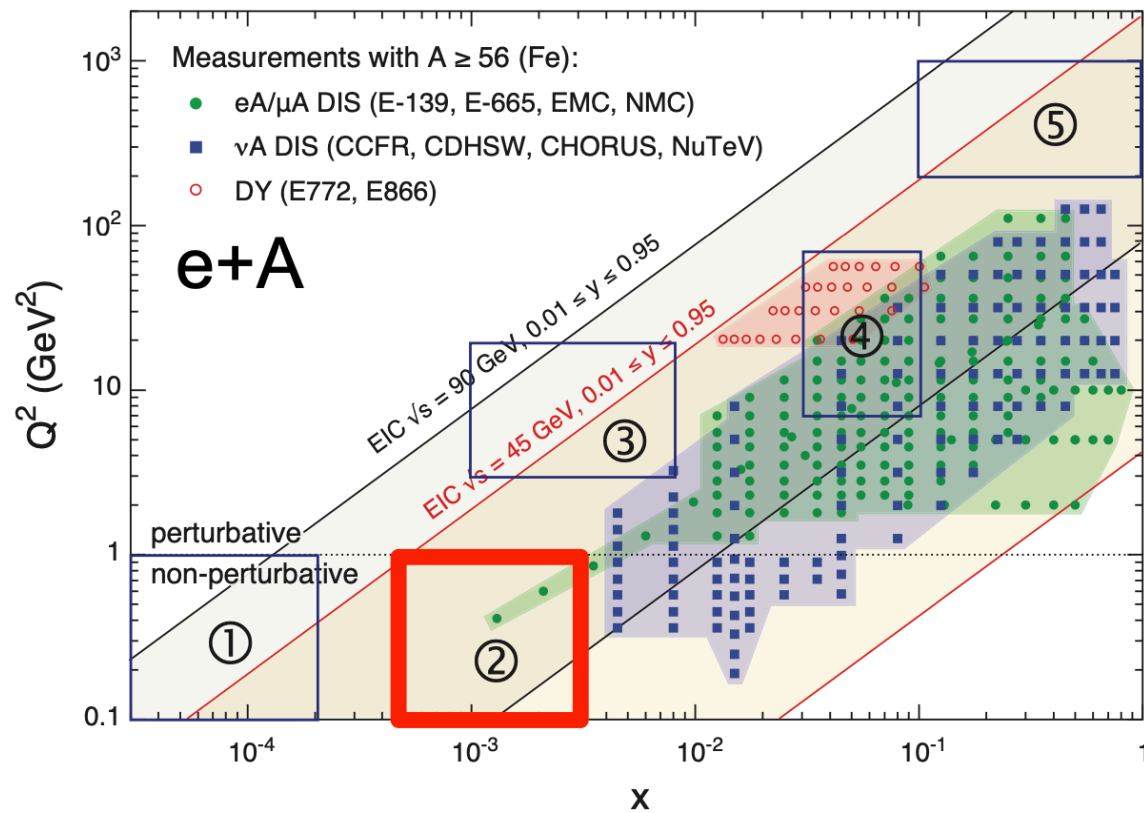 Measurements with A ≥ 56 (Fe):
eA/μA DIS (E-139, E-665, EMC, NMC)
νA DIS (CCFR, CDHSW, CHORUS, NuTeV)
DY (E772, E866)
e+A
EIC √s = 90 GeV, 0.01 ≤ y ≤ 0.95
EIC √s = 45 GeV, 0.01 ≤ y ≤ 0.95
perturbative
non-perturbative
①
②
③
④
⑤
Q² (GeV²)
10³
10²
10
1
0.1
10⁻⁴
10⁻³
10⁻²
10⁻¹
1
x